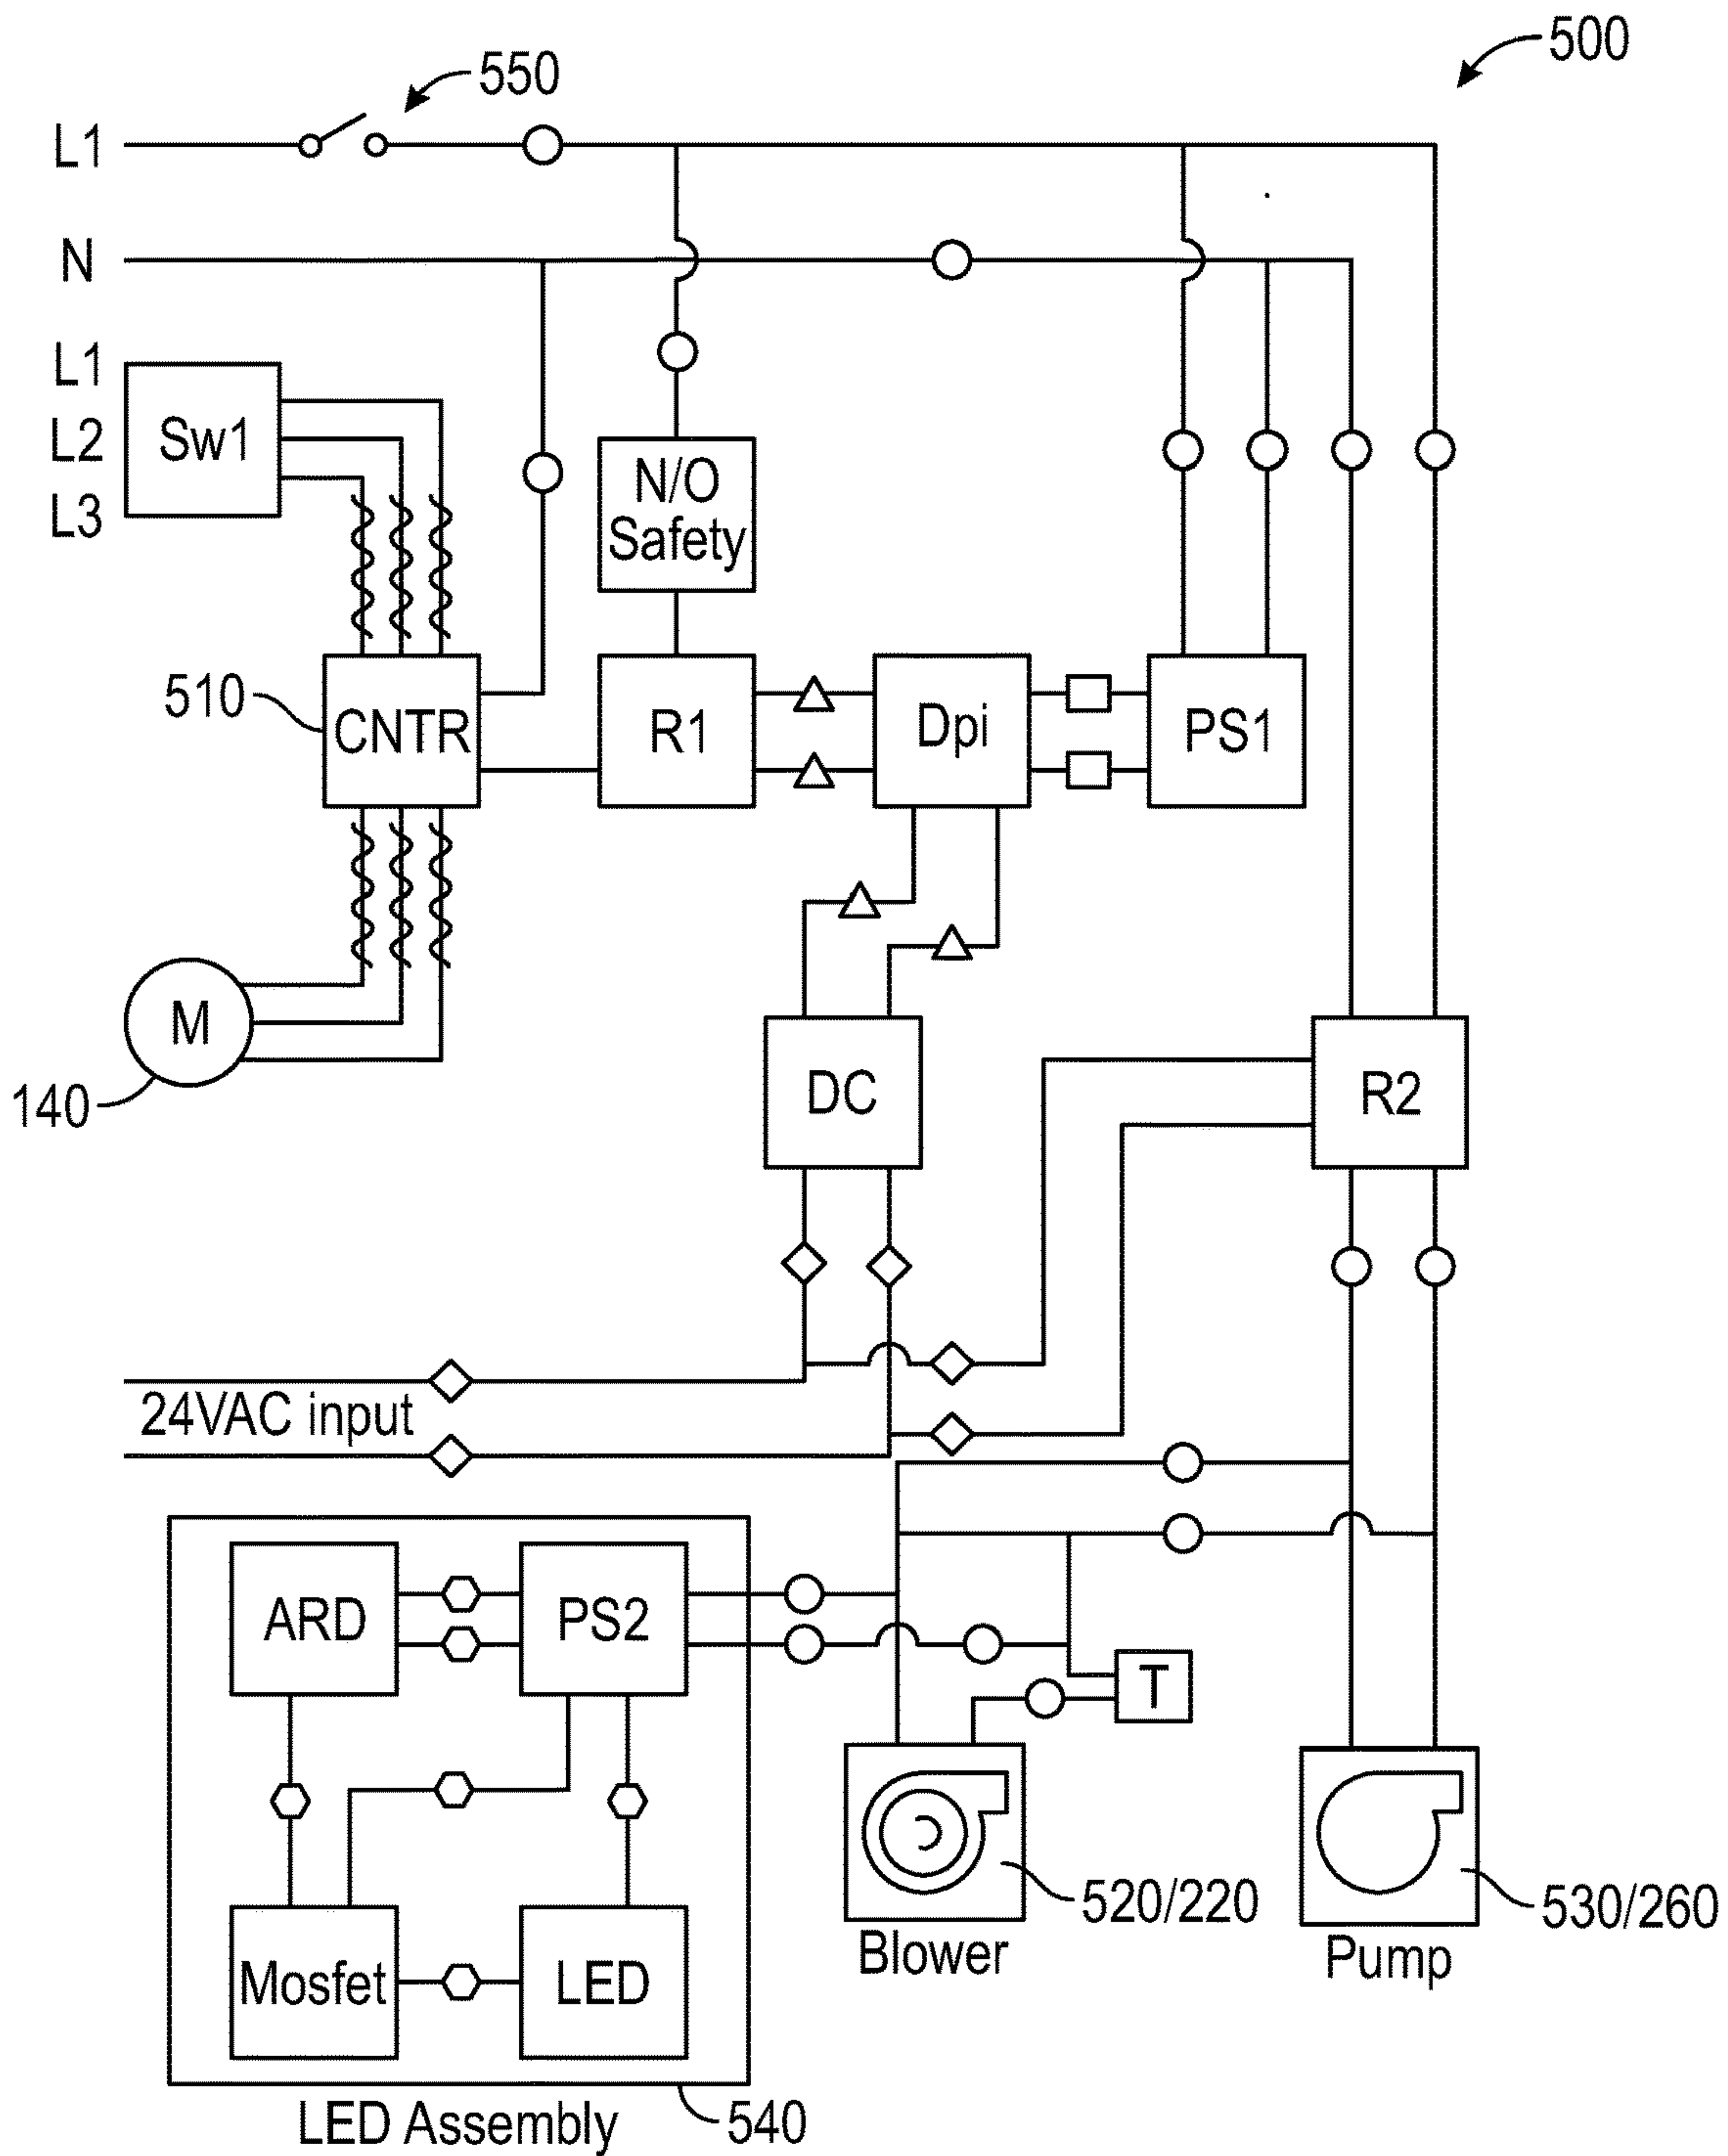 500
550
L1
N
L1
L2
L3
Sw1
N/O
Safety
510
CNTR
R1
Dpi
PS1
M
140
DC
R2
24VAC input
ARD
PS2
T
Mosfet
LED
520/220
Blower
530/260
Pump
LED Assembly
540